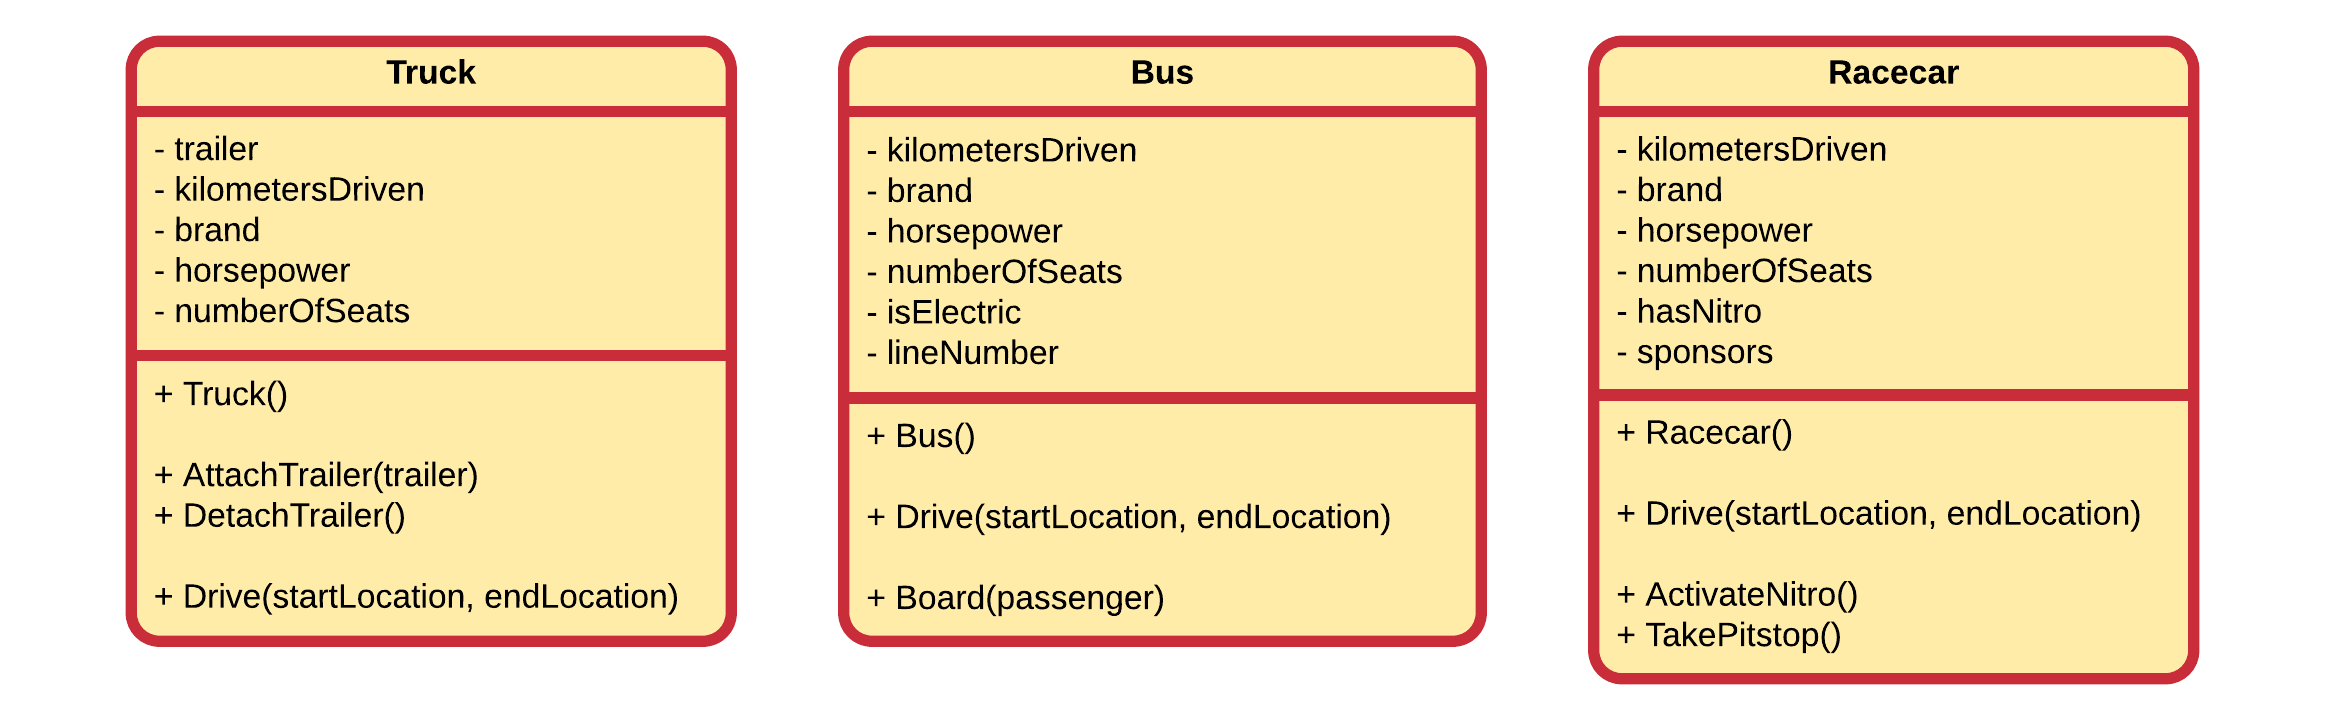 Truck
- trailer
- kilometersDriven
- brand
- horsepower
- numberOfSeats
+ Truck()
+ AttachTrailer(trailer)
+ DetachTrailer()
+ Drive(startLocation, endLocation)
Bus
- kilometersDriven
- brand
- horsepower
- numberOfSeats
- isElectric
- lineNumber
+ Bus()
+ Drive(startLocation, endLocation)
+ Board(passenger)
Racecar
- kilometersDriven
- brand
- horsepower
- numberOfSeats
- hasNitro
- sponsors
+ Racecar()
+ Drive(startLocation, endLocation)
+ ActivateNitro()
+ TakePitstop()